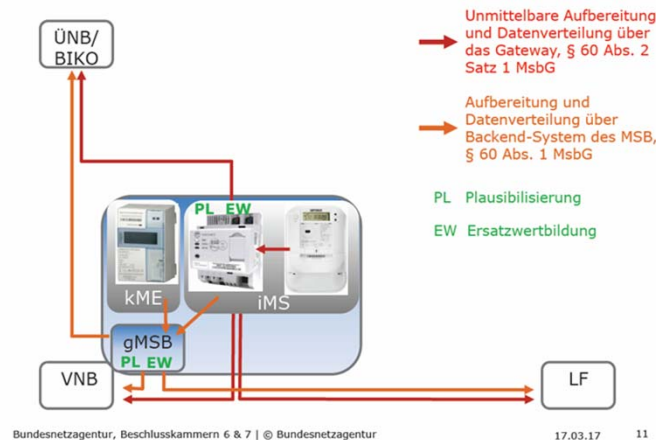 ÜNB/
BIKO
Unmittelbare Aufbereitung
und Datenverteilung über
das Gateway, § 60 Abs. 2
Satz 1 MsbG
Aufbereitung und
Datenverteilung über
Backend-System des MSB,
§ 60 Abs. 1 MsbG
PL Plausibilisierung
EW Ersatzwertbildung
PL EW
kME
iMS
gMSB
PL EW
VNB
LF
Bundesnetzagentur, Beschlusskammern 6 & 7 | © Bundesnetzagentur
17.03.17 11